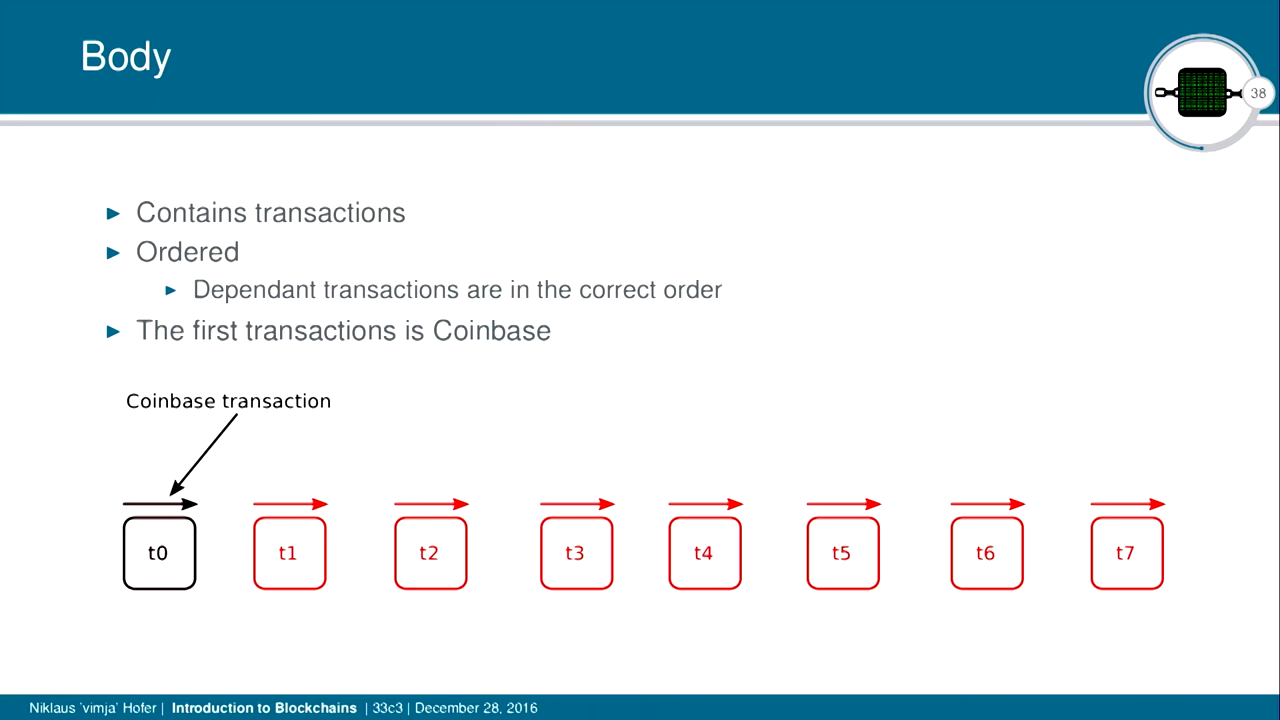 Body
38
Contains transactions
Ordered
Dependant transactions are in the correct order
The first transactions is Coinbase
Coinbase transaction
t0 t1 t2 t3 t4 t5 t6 t7
Niklaus 'vimja' Hofer | Introduction to Blockchains | 33c3 | December 28, 2016